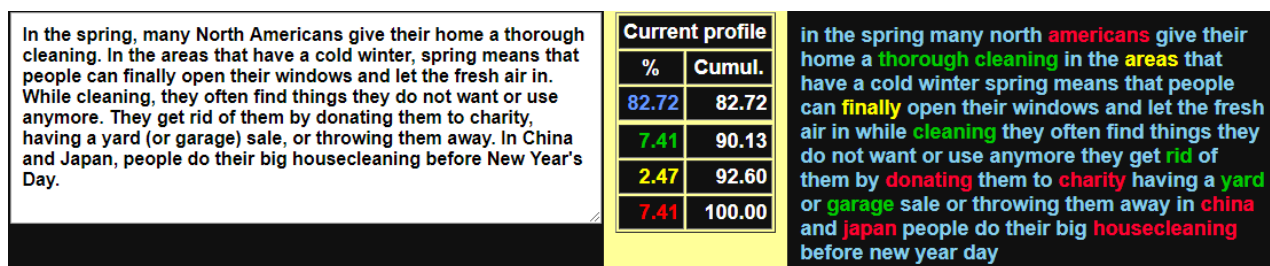 In the spring, many North Americans give their home a thorough
cleaning. In the areas that have a cold winter, spring means that
people can finally open their windows and let the fresh air in.
While cleaning, they often find things they do not want or use
anymore. They get rid of them by donating them to charity,
having a yard (or garage) sale, or throwing them away. In China
and Japan, people do their big housecleaning before New Year's
Day.
Current profile
% Cumul.
82.72 82.72
7.41 90.13
2.47 92.60
7.41 100.00
in the spring many north americans give their
home a thorough cleaning in the areas that
have a cold winter spring means that people
can finally open their windows and let the fresh
air in while cleaning they often find things they
do not want or use anymore they get rid of
them by donating them to charity having a yard
or garage sale or throwing them away in china
and japan people do their big housecleaning
before new year day